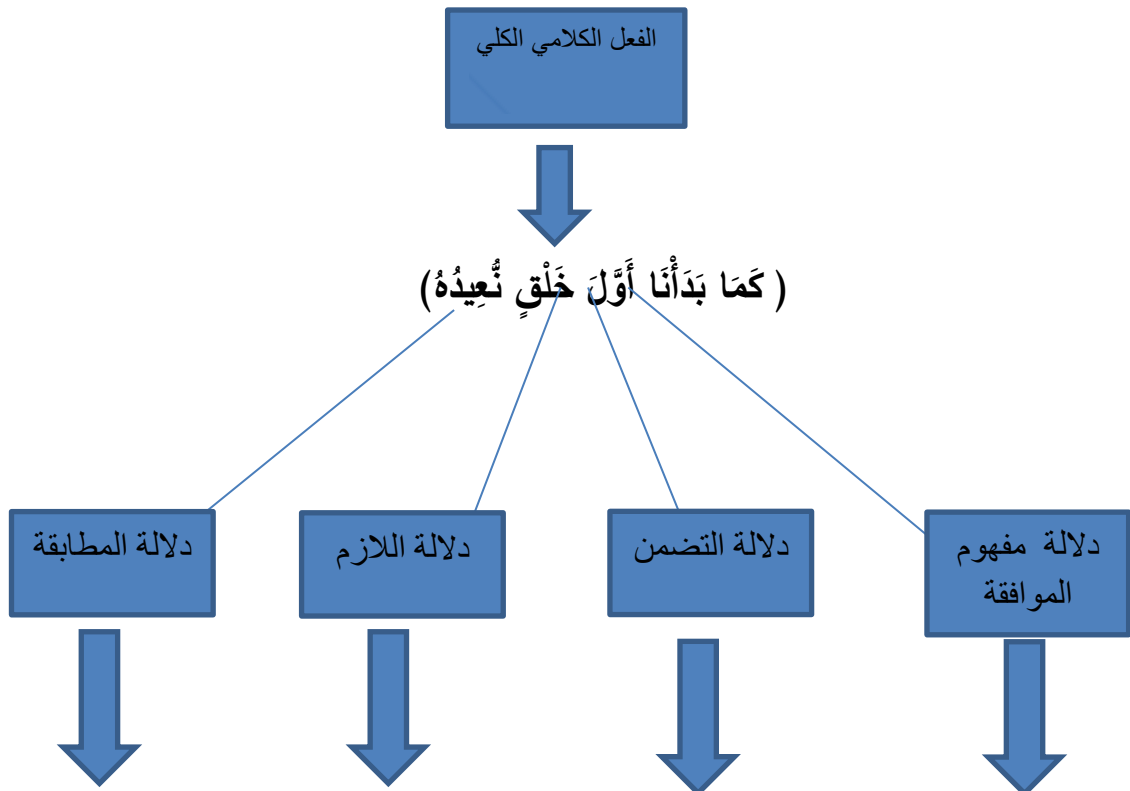 الفعل الكلامي الكلي
( كَمَا بَدَأْنَا أَوَّلَ خَلْقٍ نُّعِيدُهُ)
دلالة مفهوم
الموافقة
دلالة التضمن
دلالة اللازم
دلالة المطابقة